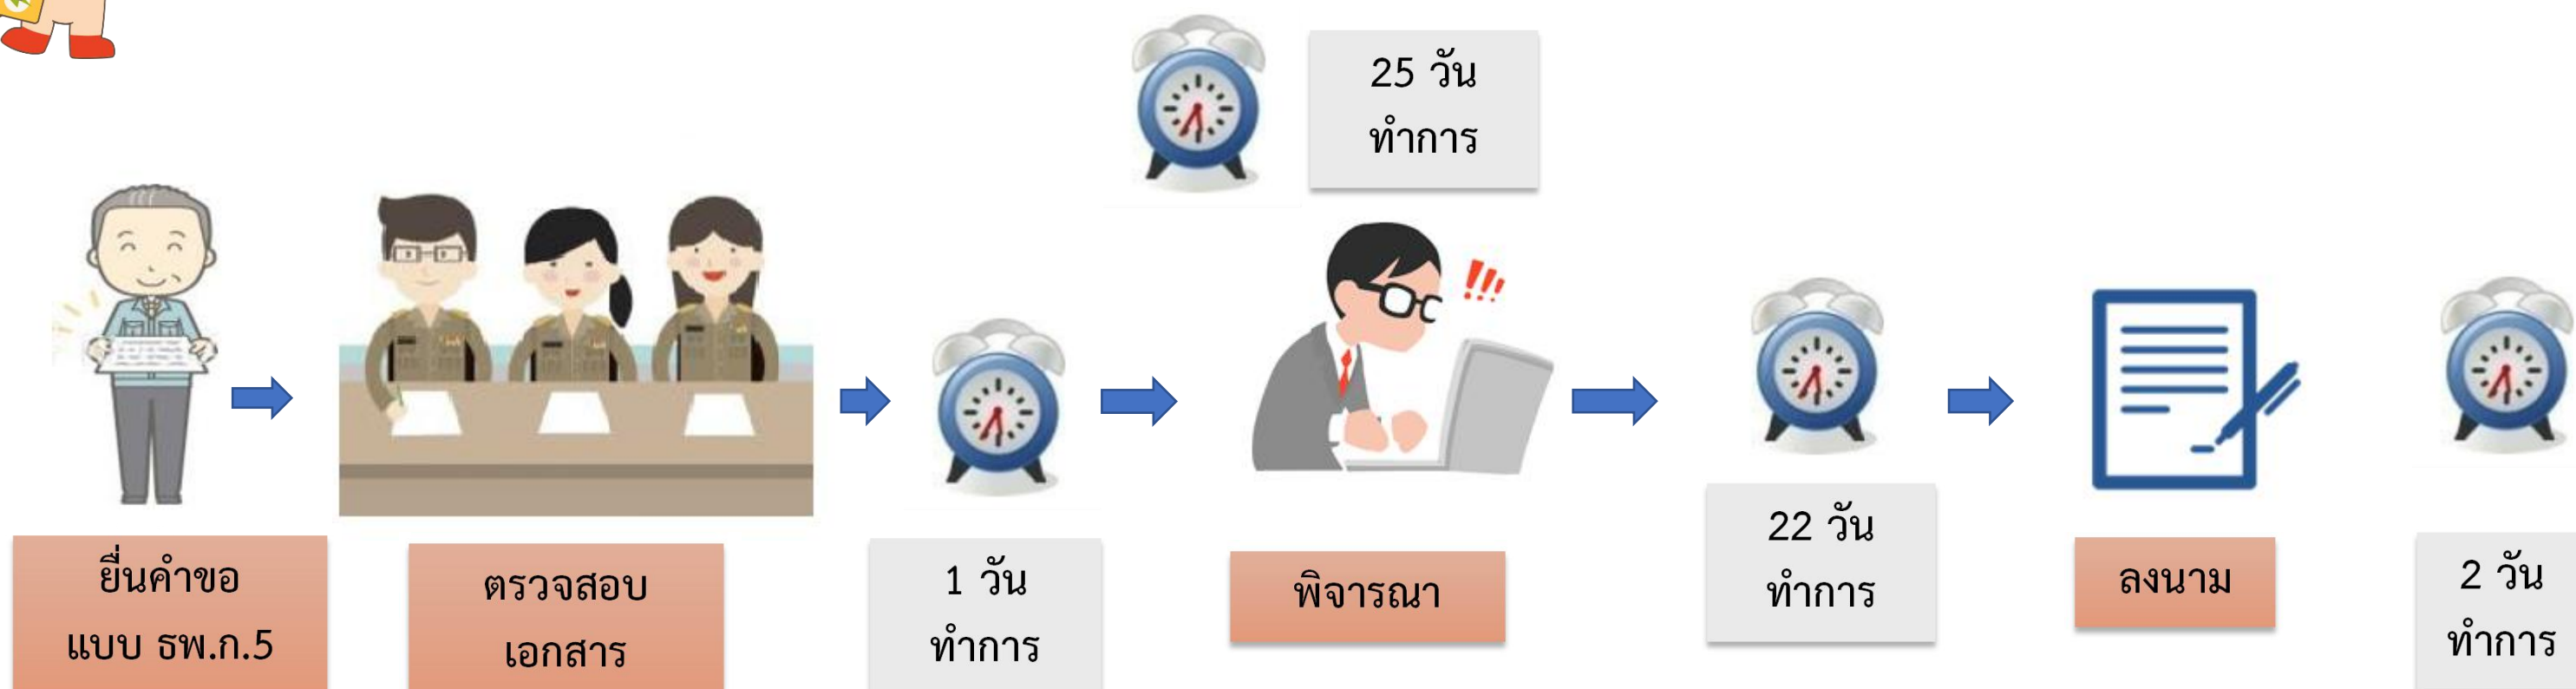 25 วัน
ทำการ
ยื่นคำขอ
แบบ ธพ.ก.5
ตรวจสอบ
เอกสาร
1 วัน
ทำการ
พิจารณา
22 วัน
ทำการ
ลงนาม
2 วัน
ทำการ